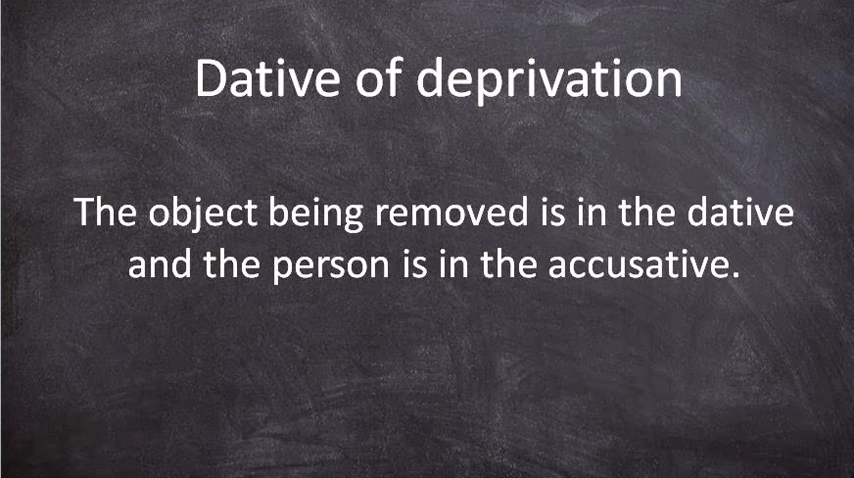 Dative of deprivation
The object being removed is in the dative
and the person is in the accusative.